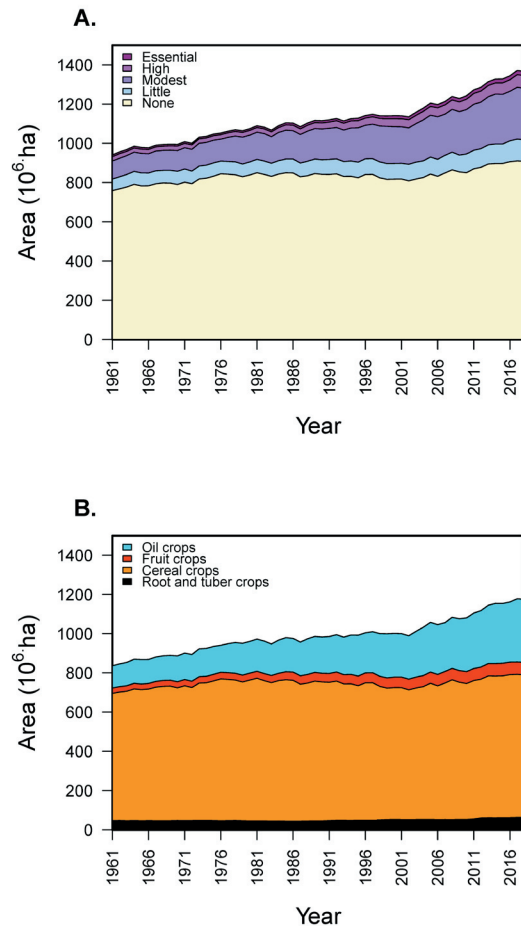 A.
Essential
High
Modest
Little
None
1400
1200
1000
800
600
400
200
0
Area (10⁶·ha)
1961
1966
1971
1976
1981
1986
1991
1996
2001
2006
2011
2016
Year
B.
Oil crops
Fruit crops
Cereal crops
Root and tuber crops
1400
1200
1000
800
600
400
200
0
Area (10⁶·ha)
1961
1966
1971
1976
1981
1986
1991
1996
2001
2006
2011
2016
Year